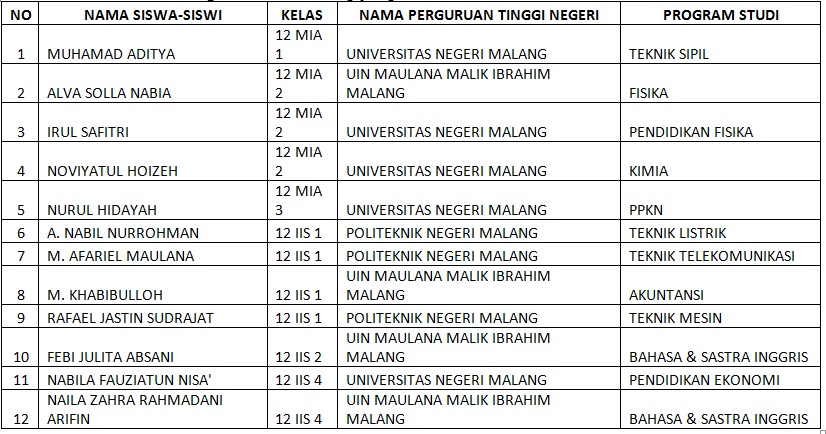 NO NAMA SISWA-SISWI KELAS NAMA PERGURUAN TINGGI NEGERI PROGRAM STUDI
1 MUHAMAD ADITYA 12 MIA 1 UNIVERSITAS NEGERI MALANG TEKNIK SIPIL
2 ALVA SOLLA NABIA 12 MIA 2 UIN MAULANA MALIK IBRAHIM MALANG FISIKA
3 IRUL SAFITRI 12 MIA 2 UNIVERSITAS NEGERI MALANG PENDIDIKAN FISIKA
4 NOVIYATUL HOIZEH 12 MIA 2 UNIVERSITAS NEGERI MALANG KIMIA
5 NURUL HIDAYAH 12 MIA 3 UNIVERSITAS NEGERI MALANG PPKN
6 A. NABIL NURROHMAN 12 IIS 1 POLITEKNIK NEGERI MALANG TEKNIK LISTRIK
7 M. AFARIEL MAULANA 12 IIS 1 POLITEKNIK NEGERI MALANG TEKNIK TELEKOMUNIKASI
8 M. KHABIBULLOH 12 IIS 1 UIN MAULANA MALIK IBRAHIM MALANG AKUNTANSI
9 RAFAEL JASTIN SUDRAJAT 12 IIS 1 POLITEKNIK NEGERI MALANG TEKNIK MESIN
10 FEBI JULITA ABSANI 12 IIS 2 UIN MAULANA MALIK IBRAHIM MALANG BAHASA & SASTRA INGGRIS
11 NABILA FAUZIATUN NISA' 12 IIS 4 UNIVERSITAS NEGERI MALANG PENDIDIKAN EKONOMI
12 NAILA ZAHRA RAHMADANI ARIFIN 12 IIS 4 UIN MAULANA MALIK IBRAHIM MALANG BAHASA & SASTRA INGGRIS